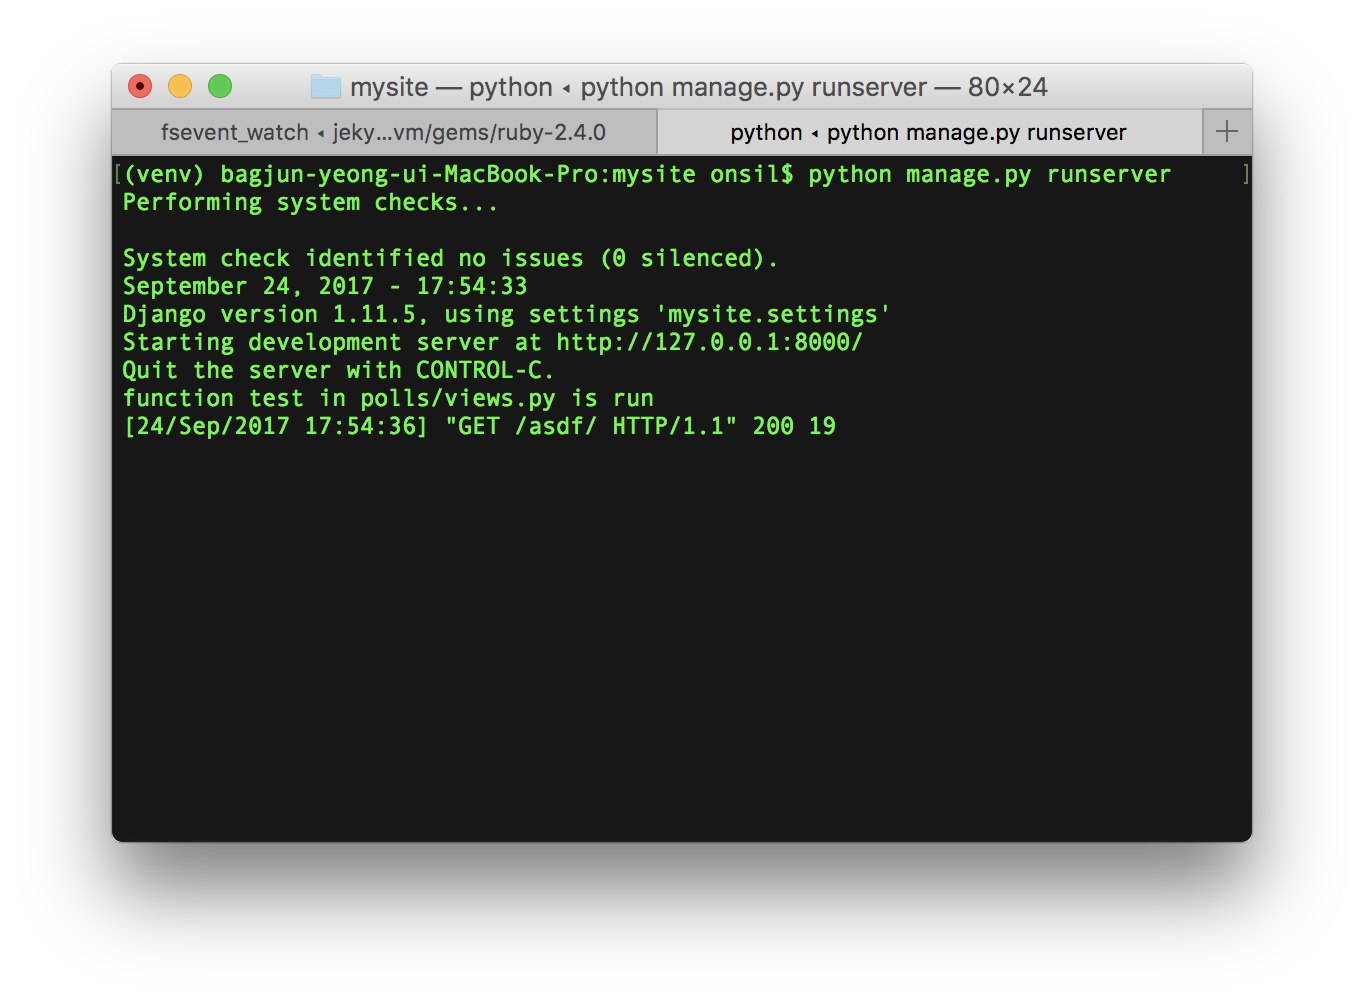 mysite — python ◂ python manage.py runserver — 80×24
fsevent_watch ◂ jeky...vm/gems/ruby-2.4.0
python ◂ python manage.py runserver
[(venv) bagjun-yeong-ui-MacBook-Pro:mysite onsil$ python manage.py runserver ]
Performing system checks...
System check identified no issues (0 silenced).
September 24, 2017 - 17:54:33
Django version 1.11.5, using settings 'mysite.settings'
Starting development server at http://127.0.0.1:8000/
Quit the server with CONTROL-C.
function test in polls/views.py is run
[24/Sep/2017 17:54:36] "GET /asdf/ HTTP/1.1" 200 19